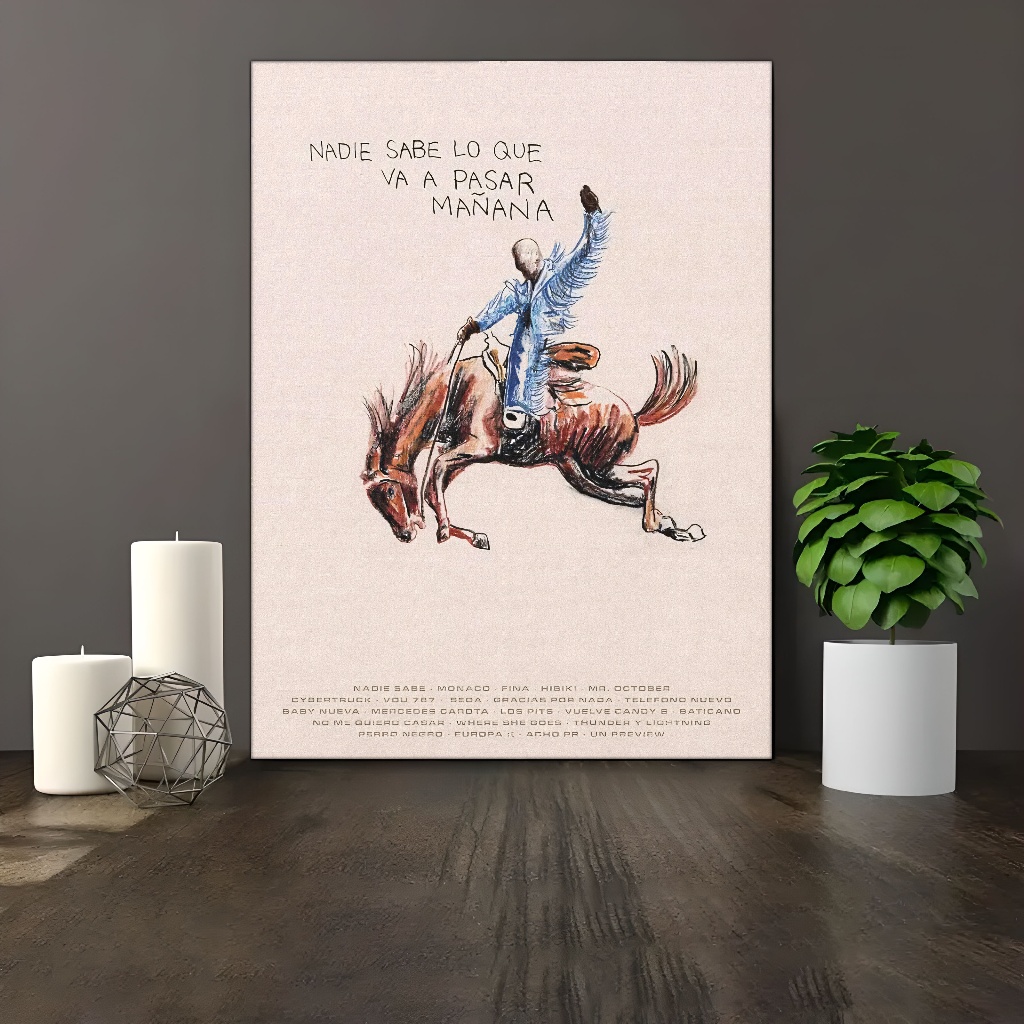 NADIE SABE LO QUE
VA A PASAR
MAÑANA
NADIE SABE · MONACO · FINA · HIBIKI · MR. OCTOBER
CYBERTRUCK · VOU 787 · SEDA · GRACIAS POR NADA · TELEFONO NUEVO
BABY NUEVA · MERCEDES CAROTA · LOS PITS · VUELVE CANDY B · BATICANO
NO ME QUIERO CASAR · WHERE SHE GOES · THUNDER Y LIGHTNING
PERRO NEGRO · EUROPA :( · ACHO PR · UN PREVIEW